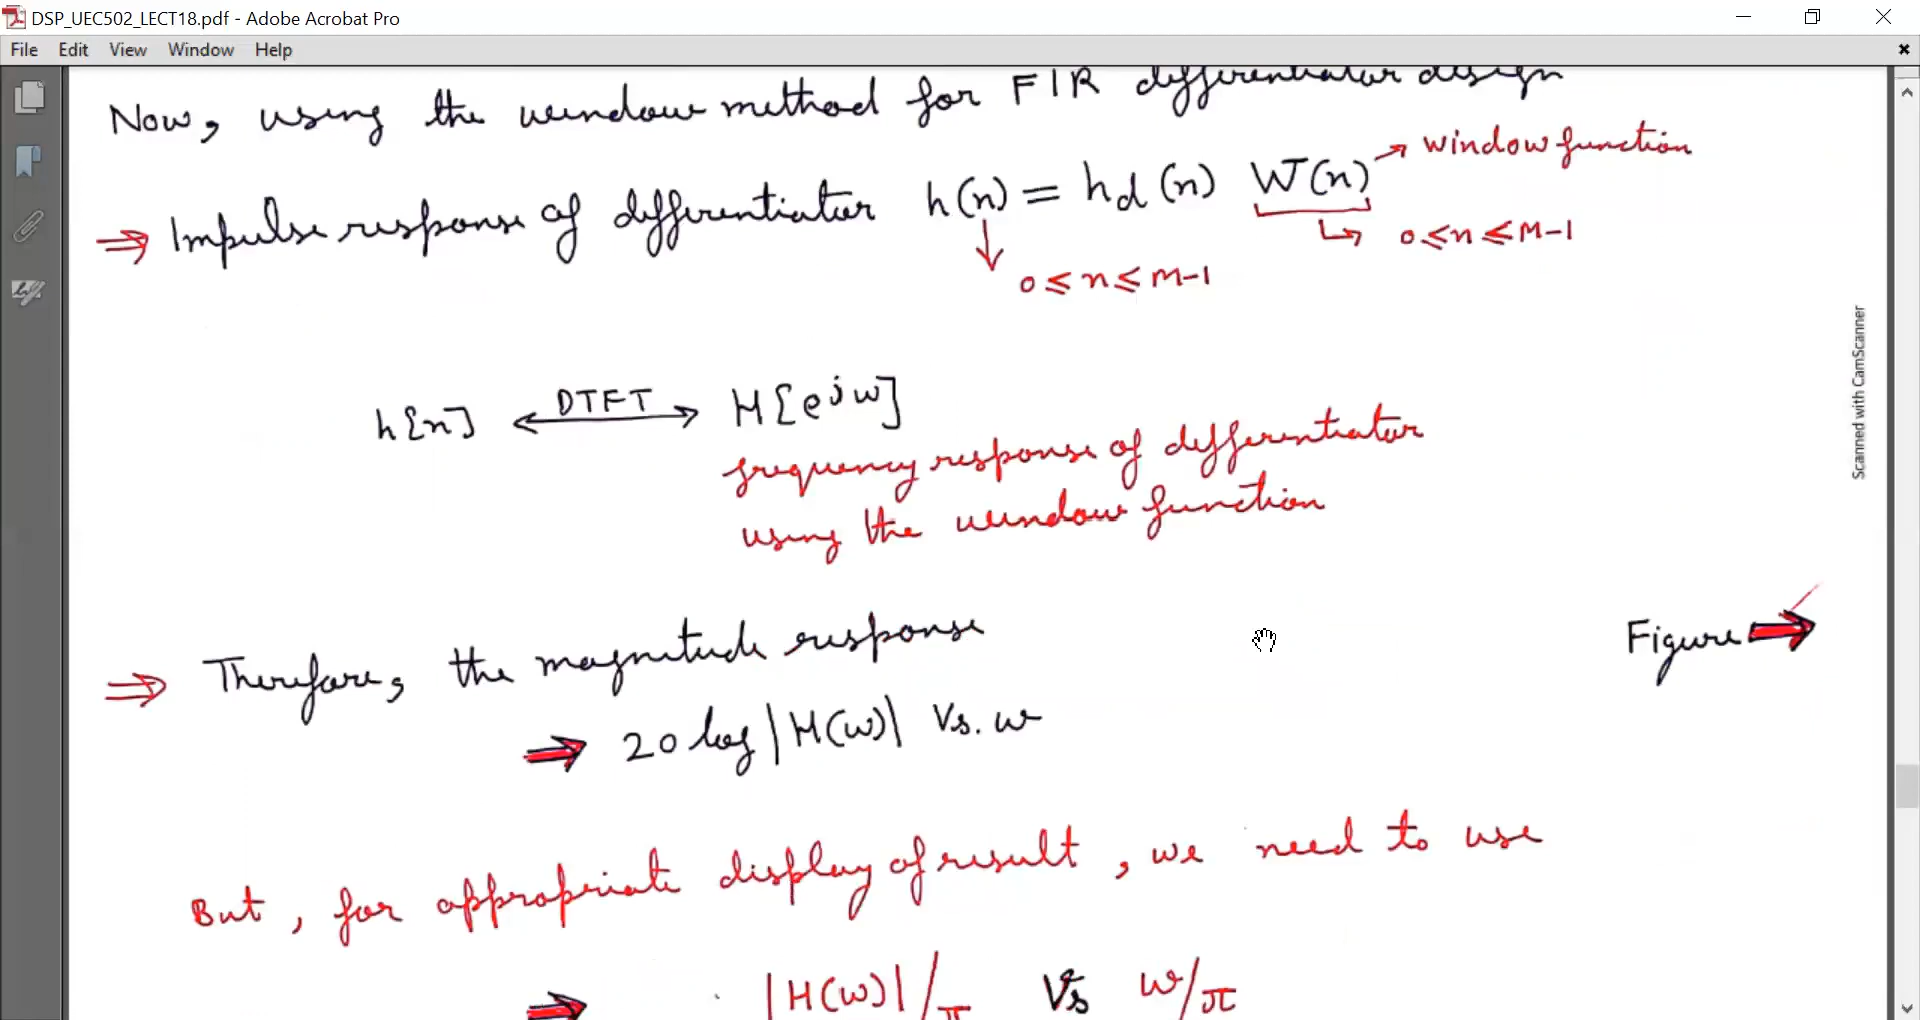 DSP_UEC502_LECT18.pdf - Adobe Acrobat Pro
File Edit View Window Help
Now, using the window method for FIR differentiator design
→ window function
⇒ Impulse response of differentiator h(n) = hd(n) W(n)
↳ 0 ≤ n ≤ M-1
↓ 0 ≤ n ≤ M-1
Scanned with CamScanner
h[n] ⟷ DTFT H[e^jω]
frequency response of differentiator
using the window function
Figure ⇒
⇒ Therefore, the magnitude response
⇒ 20 log |H(ω)| Vs. ω
But, for appropriate display of result, we need to use
⇒ |H(ω)|/π Vs ω/π